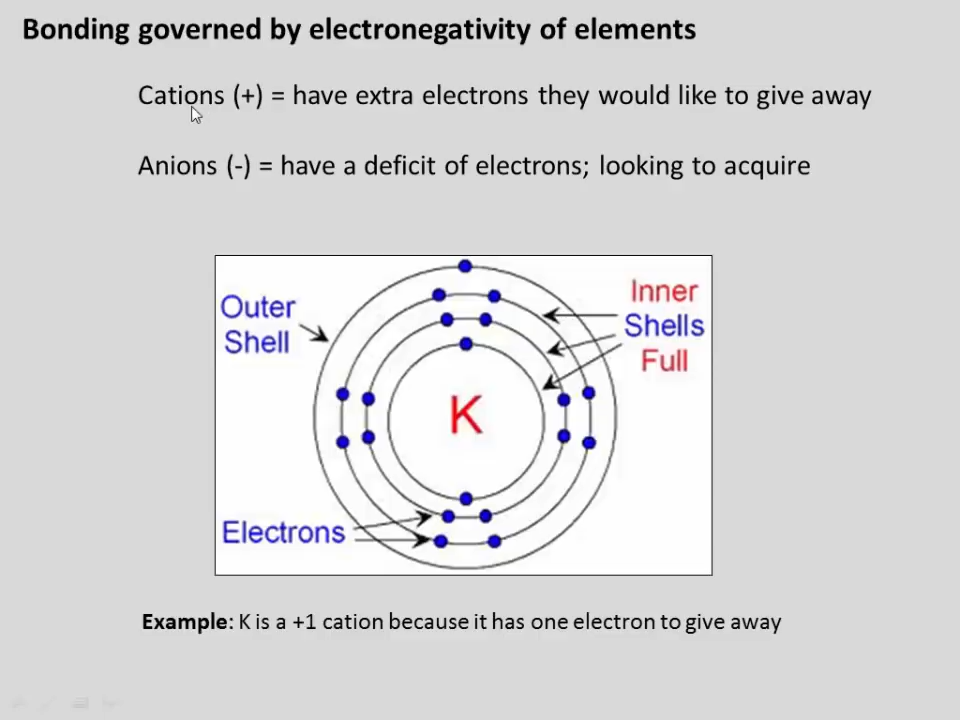 Bonding governed by electronegativity of elements
Cations (+) = have extra electrons they would like to give away
Anions (-) = have a deficit of electrons; looking to acquire
Outer
Shell
Inner
Shells
Full
K
Electrons
Example: K is a +1 cation because it has one electron to give away